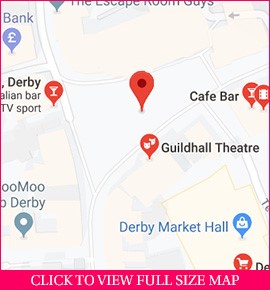 The Escape Room Guys
Bank
, Derby
alian bar
TV sport
Cafe Bar
Guildhall Theatre
ooMoo
o Derby
Derby Market Hall
De
CLICK TO VIEW FULL SIZE MAP